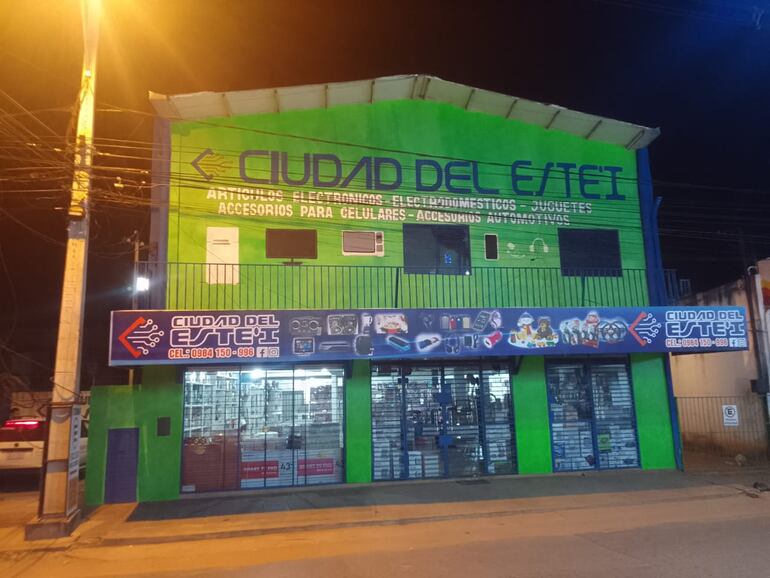 CIUDAD DEL ESTE'I
ARTICULOS ELECTRONICOS-ELECTRODOMESTICOS - JUGUETES
ACCESORIOS PARA CELULARES-ACCESORIOS AUTOMOTIVOS
CIUDAD DEL
ESTE'I
CEL.: 0984 150 - 998
CIUDAD DEL
ESTE'I
CEL.: 0984 150 - 998
E
43"